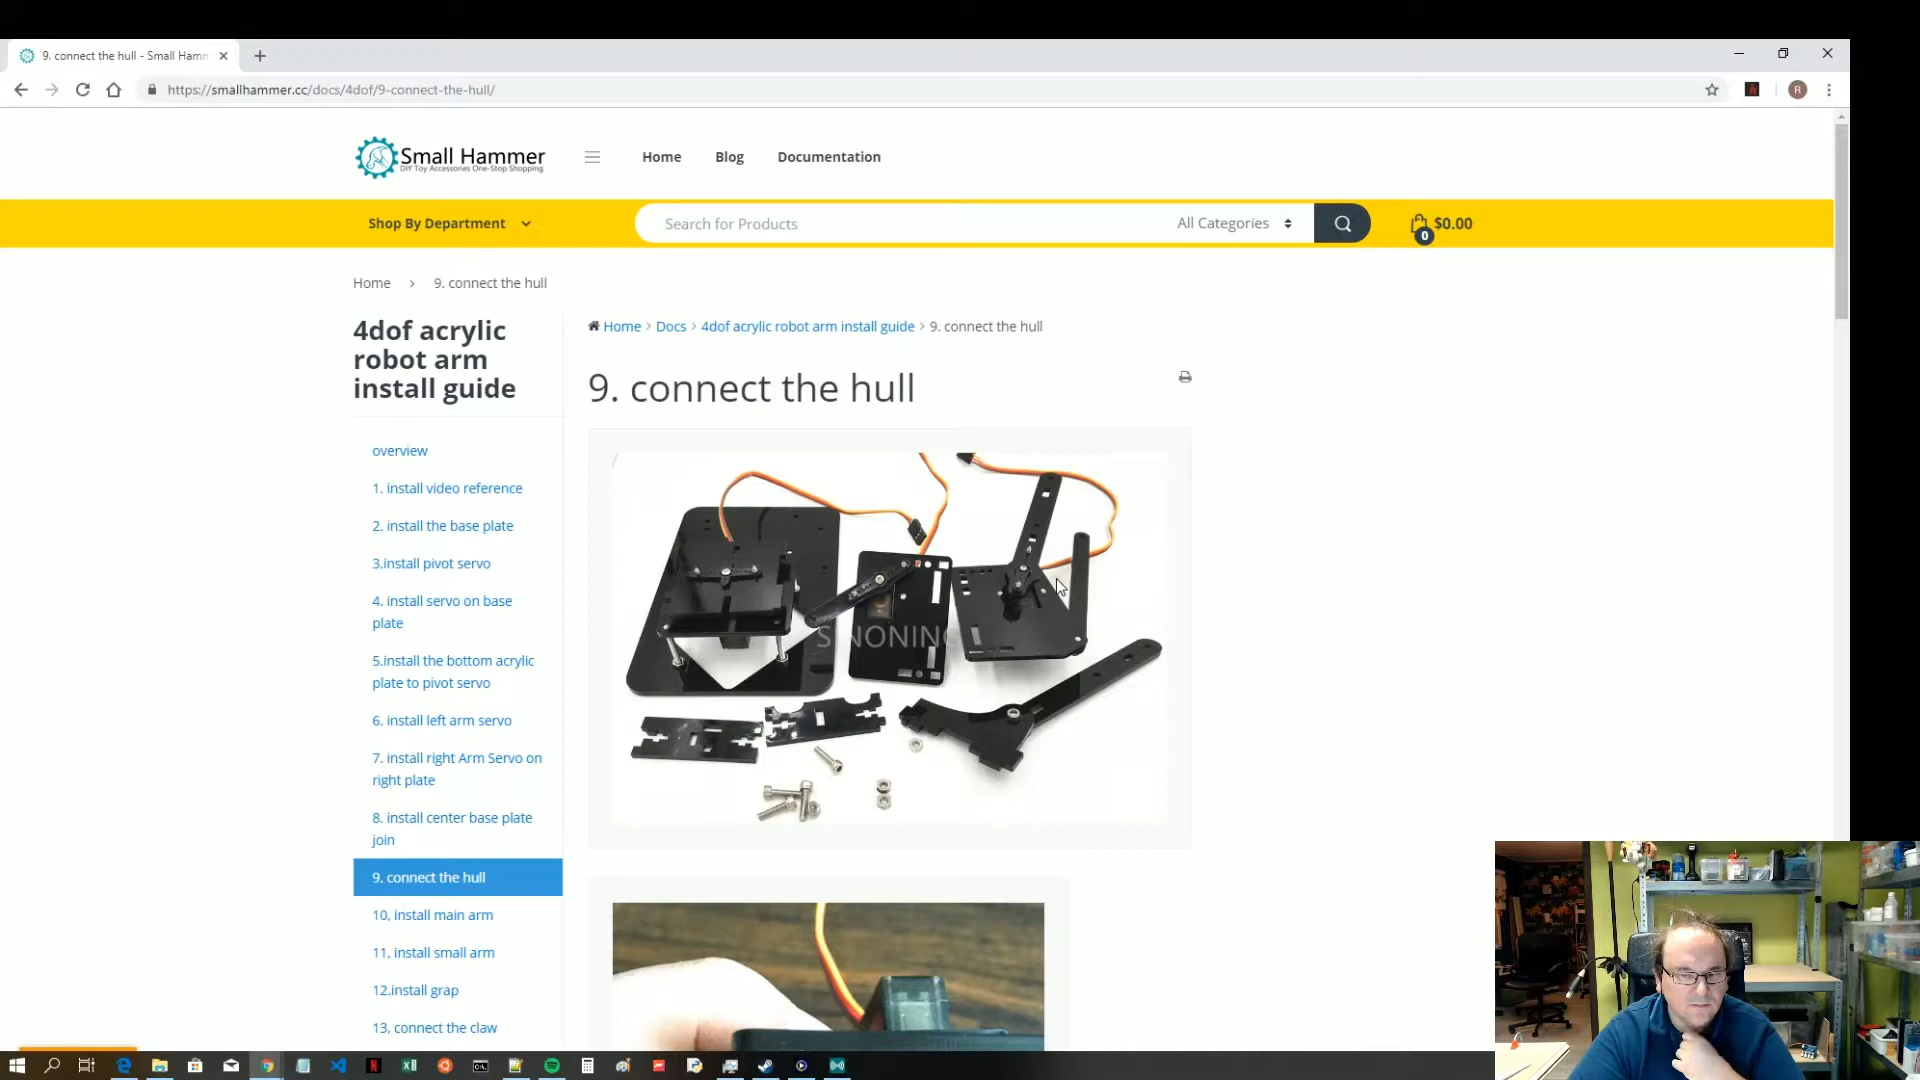 9. connect the hull - Small Hamm
https://smallhammer.cc/docs/4dof/9-connect-the-hull/
R
Small Hammer
DIY Toy Accessories One-Stop Shopping
Home
Blog
Documentation
Shop By Department
Search for Products
All Categories
0
$0.00
Home > 9. connect the hull
4dof acrylic
robot arm
install guide
Home > Docs > 4dof acrylic robot arm install guide > 9. connect the hull
9. connect the hull
overview
1. install video reference
2. install the base plate
3.install pivot servo
4. install servo on base
plate
5.install the bottom acrylic
plate to pivot servo
6. install left arm servo
7. install right Arm Servo on
right plate
8. install center base plate
join
9. connect the hull
10, install main arm
11, install small arm
12.install grap
13, connect the claw